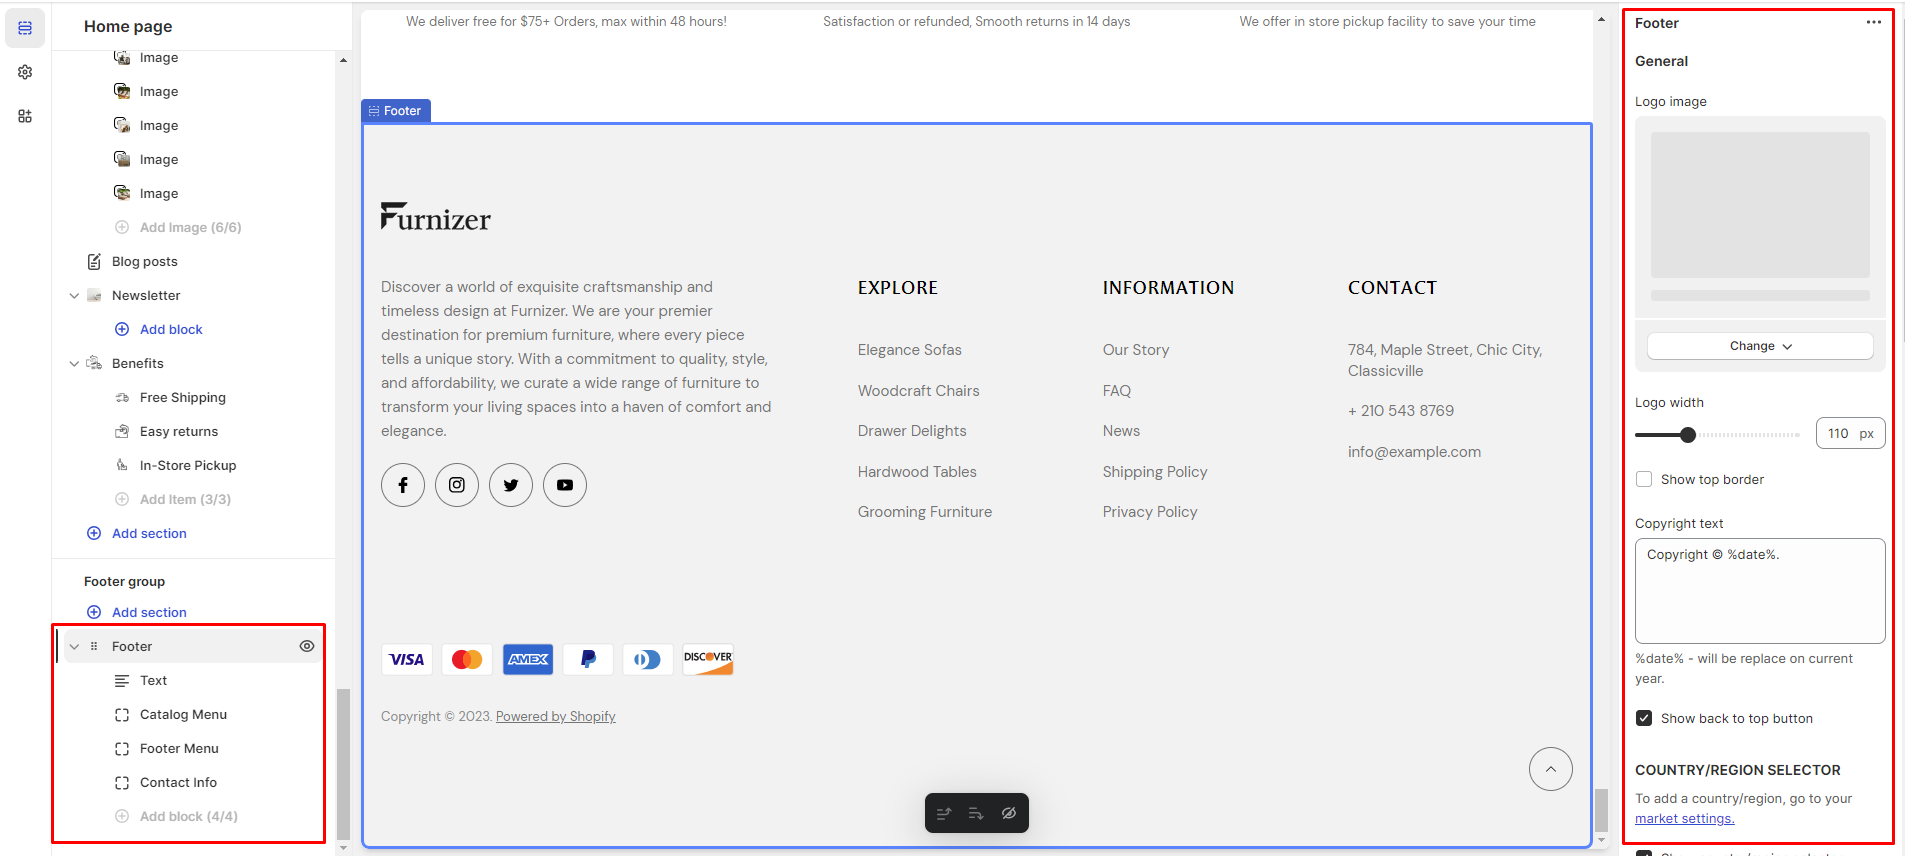 Home page
Image
Image
Image
Image
Image
Add Image (6/6)
Blog posts
Newsletter
Add block
Benefits
Free Shipping
Easy returns
In-Store Pickup
Add Item (3/3)
Add section
Footer group
Add section
Footer
Text
Catalog Menu
Footer Menu
Contact Info
Add block (4/4)
We deliver free for $75+ Orders, max within 48 hours!
Satisfaction or refunded, Smooth returns in 14 days
We offer in store pickup facility to save your time
Footer
Furnizer
Discover a world of exquisite craftsmanship and
timeless design at Furnizer. We are your premier
destination for premium furniture, where every piece
tells a unique story. With a commitment to quality, style,
and affordability, we curate a wide range of furniture to
transform your living spaces into a haven of comfort and
elegance.
EXPLORE
Elegance Sofas
Woodcraft Chairs
Drawer Delights
Hardwood Tables
Grooming Furniture
INFORMATION
Our Story
FAQ
News
Shipping Policy
Privacy Policy
CONTACT
784, Maple Street, Chic City,
Classicville
+ 210 543 8769
info@example.com
VISA
AMEX
DISCOVER
Copyright © 2023. Powered by Shopify
Footer
General
Logo image
Change
Logo width
110 px
Show top border
Copyright text
Copyright © %date%.
%date% - will be replace on current
year.
Show back to top button
COUNTRY/REGION SELECTOR
To add a country/region, go to your
market settings.